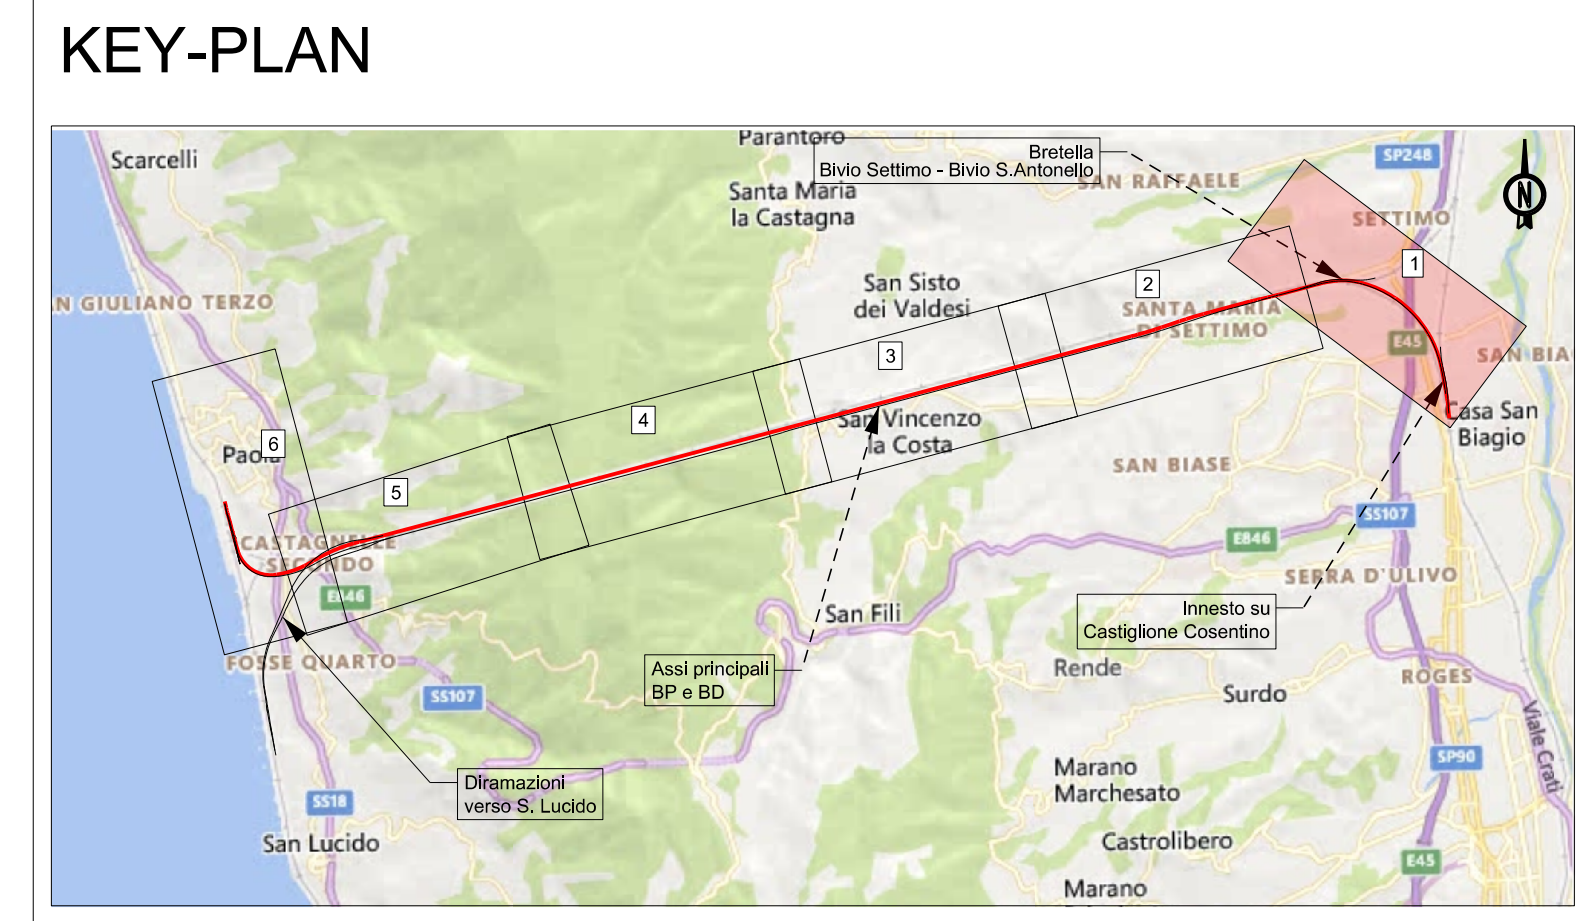 KEY-PLAN
Scarcelli
Parantoro
Bretella
Bivio Settimo - Bivio S.Antonello
SP248
N
SAN RAFFAELE
Santa Maria
la Castagna
SETTIMO
1
San Sisto
dei Valdesi
2
N GIULIANO TERZO
SANTA MARIA
DI SETTIMO
E45
SAN BIA
3
4
San Vincenzo
la Costa
Casa San
Biagio
6
Paola
SAN BIASE
5
SS107
E846
CASTAGNELLE
SECONDO
SERRA D'ULIVO
E846
San Fili
Innesto su
Castiglione Cosentino
FOSSE QUARTO
Assi principali
BP e BD
Rende
ROGES
SS107
Surdo
Viale Crati
SP90
Marano
Marchesato
Diramazioni
verso S. Lucido
SS18
San Lucido
Castrolibero
E45
Marano